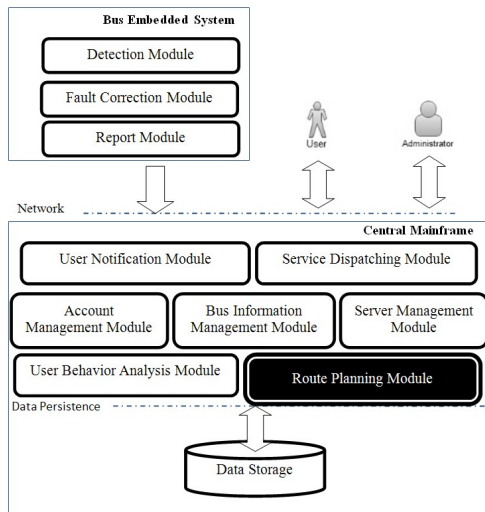 Bus Embedded System
Detection Module
Fault Correction Module
Report Module
User
Administrator
Network
Central Mainframe
User Notification Module
Service Dispatching Module
Account
Management Module
Bus Information
Management Module
Server Management
Module
User Behavior Analysis Module
Route Planning Module
Data Persistence
Data Storage